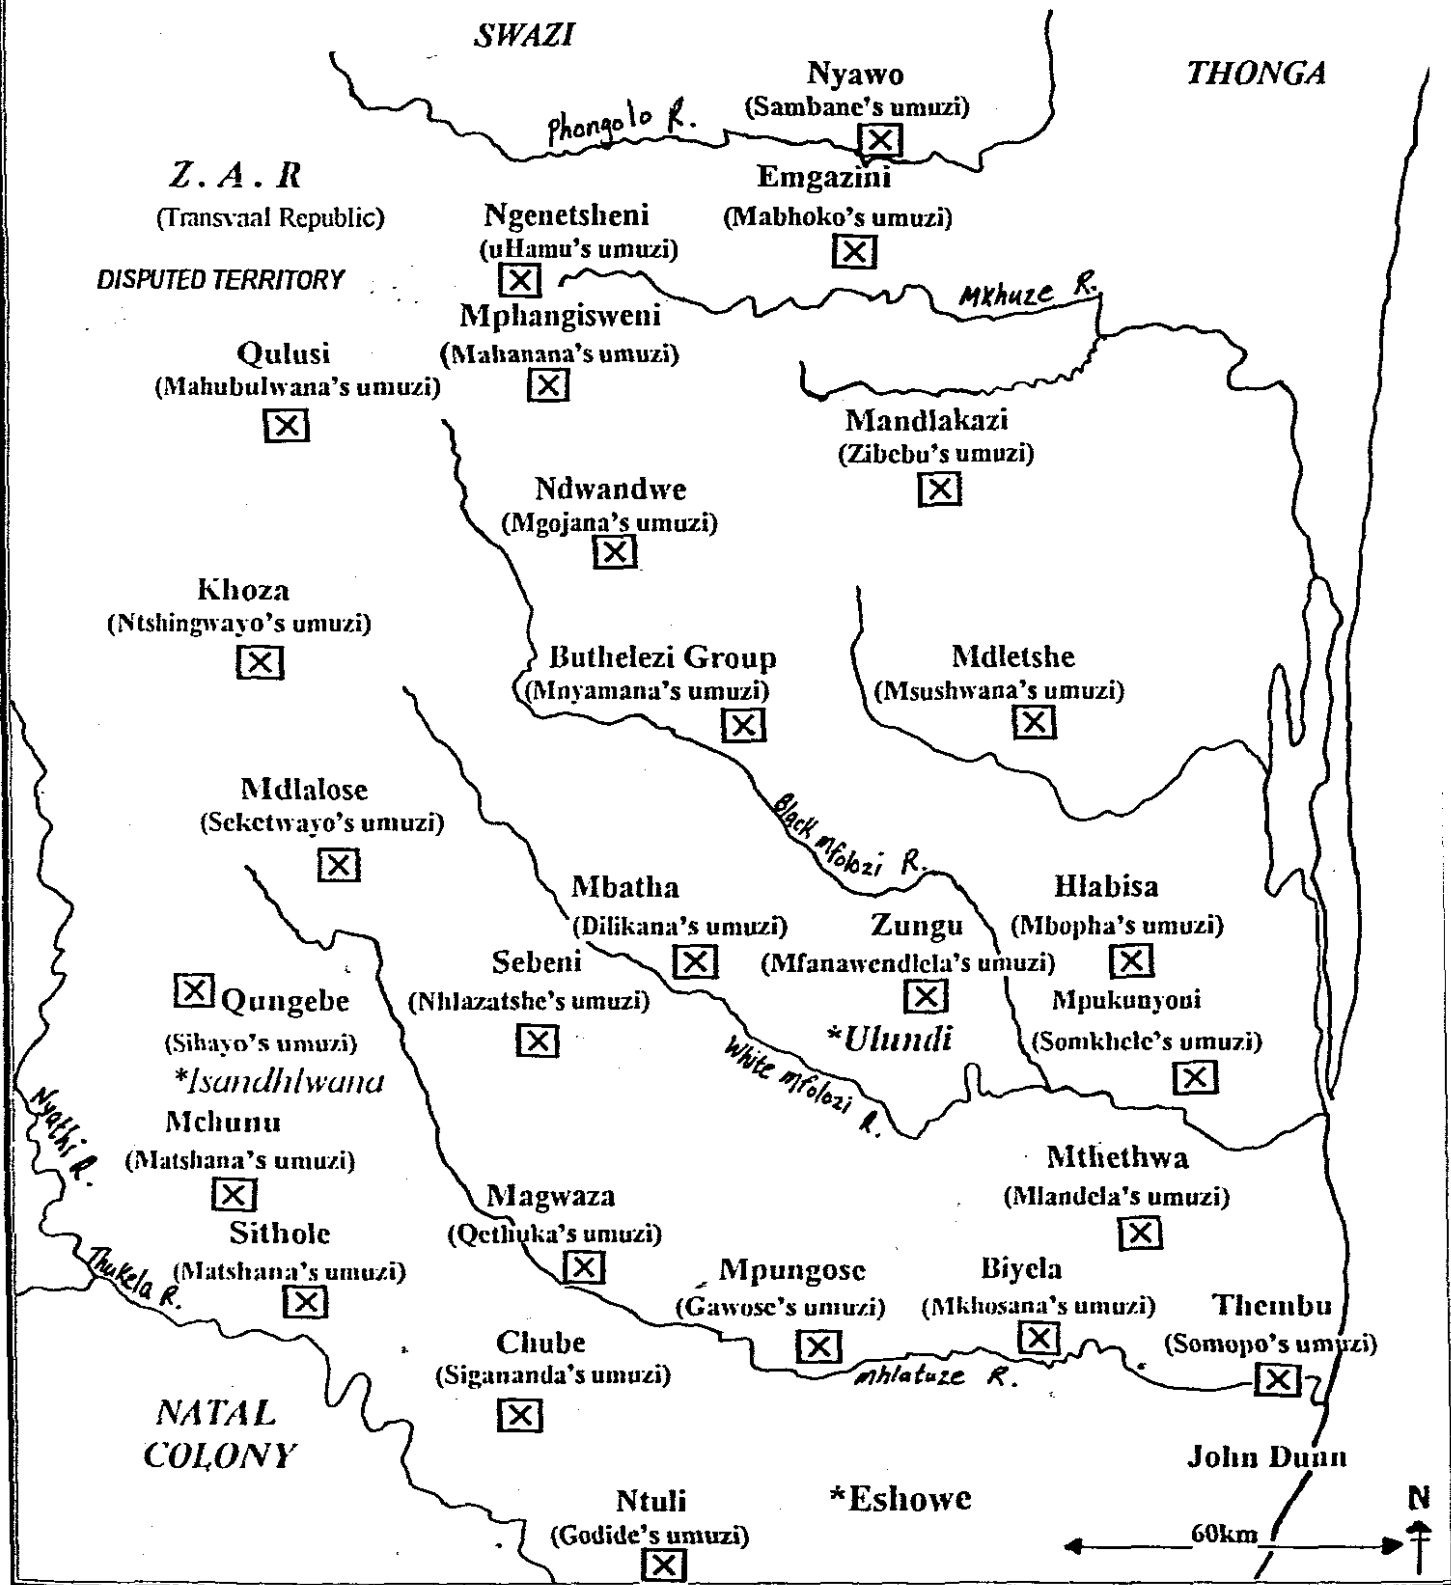 SWAZI
THONGA
Nyawo
(Sambane's umuzi)
Phongolo R.
Z.A.R
(Transvaal Republic)
Emgazini
(Mabhoko's umuzi)
Ngenetsheni
(uHamu's umuzi)
DISPUTED TERRITORY
Mkhuze R.
Mphangisweni
(Mahanana's umuzi)
Qulusi
(Mahubulwana's umuzi)
Mandlakazi
(Zibebu's umuzi)
Ndwandwe
(Mgojana's umuzi)
Khoza
(Ntshingwayo's umuzi)
Buthelezi Group
(Mnyamana's umuzi)
Mdletshe
(Msushwana's umuzi)
Mdlalose
(Seketwayo's umuzi)
Black mfolozi R.
Mbatha
(Dilikana's umuzi)
Zungu
(Mfanawendlela's umuzi)
Hlabisa
(Mbopha's umuzi)
Sebeni
(Nhlazatshe's umuzi)
Qungebe
(Sihayo's umuzi)
*Isandhlwana
*Ulundi
Mpukunyoni
(Somkhele's umuzi)
White mfolozi R.
Nyathi R.
Mchunu
(Matshana's umuzi)
Mthethwa
(Mlandela's umuzi)
Magwaza
(Qethuka's umuzi)
Sithole
(Matshana's umuzi)
Thukela R.
Mpungose
(Gawose's umuzi)
Biyela
(Mkhosana's umuzi)
Thembu
(Somopo's umuzi)
Chube
(Sigananda's umuzi)
Mhlatuze R.
NATAL
COLONY
John Dunn
Ntuli
(Godide's umuzi)
*Eshowe
60km
N